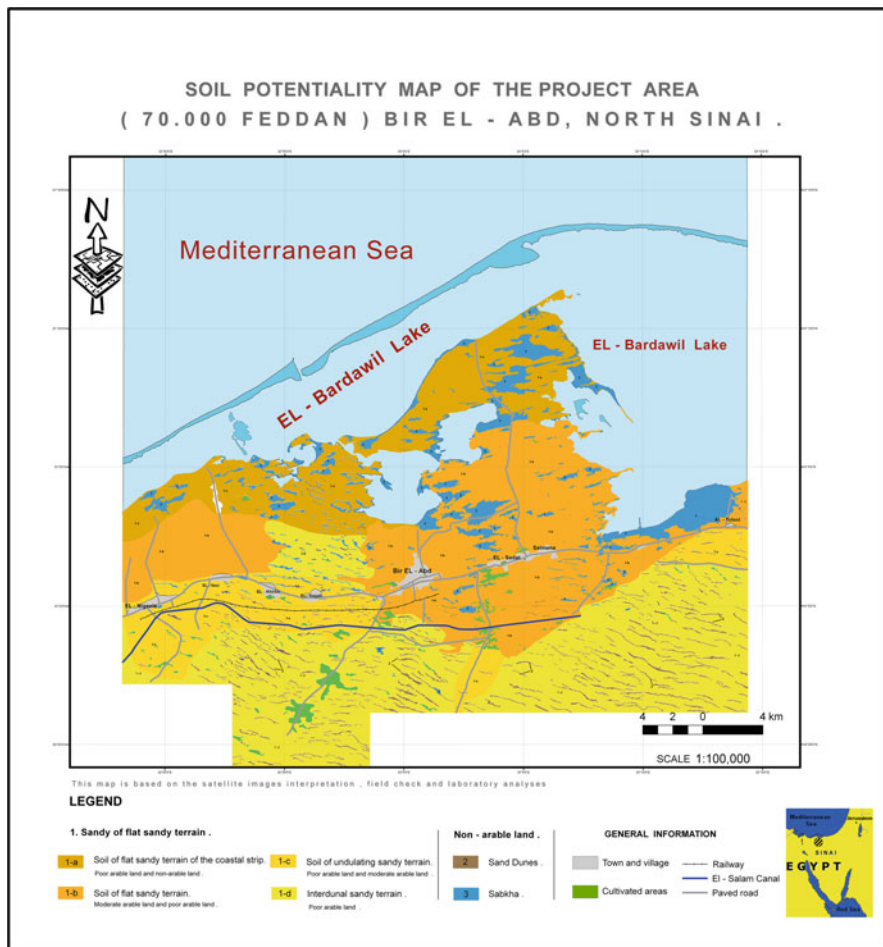 SOIL POTENTIALITY MAP OF THE PROJECT AREA
( 70.000 FEDDAN ) BIR EL - ABD, NORTH SINAI .
N
Mediterranean Sea
EL - Bardawil Lake
EL - Bardawil Lake
Salmana
EL - Sadat
Bir EL - Abd
EL - Nigeela
4 2 0 4 km
SCALE 1:100,000
This map is based on the satellite images interpretation , field check and laboratory analyses
LEGEND
1. Sandy of flat sandy terrain .
1-a Soil of flat sandy terrain of the coastal strip.
Poor arable land and non-arable land .
1-b Soil of flat sandy terrain.
Moderate arable land and poor arable land .
1-c Soil of undulating sandy terrain.
Poor arable land and moderate arable land .
1-d Interdunal sandy terrain .
Poor arable land .
Non - arable land .
2 Sand Dunes .
3 Sabkha .
GENERAL INFORMATION
Town and village
Cultivated areas
Railway
El - Salam Canal
Paved road
Mediterranean
Sea
SINAI
EGYPT
Red Sea